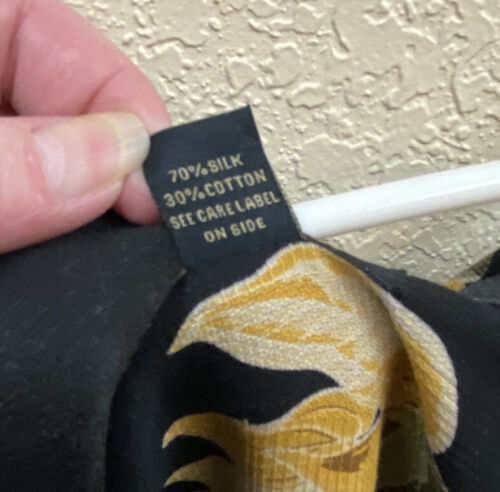 70% SILK
30% COTTON
SEE CARE LABEL
ON SIDE